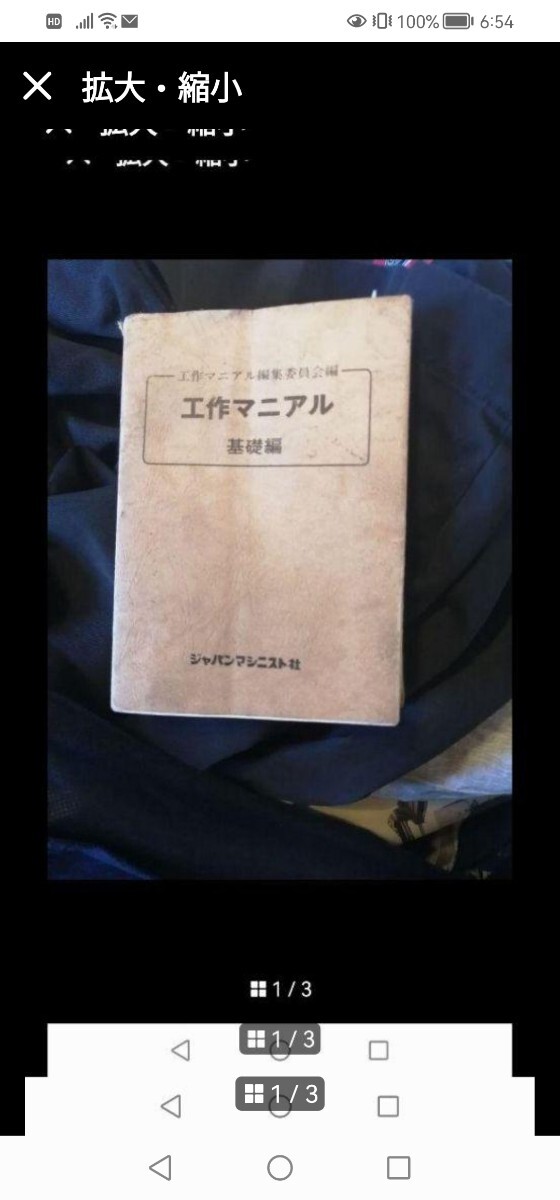 HD
100%
6:54
拡大・縮小
工作マニアル編集委員会編
工作マニアル
基礎編
ジャパンマシニスト社
1 / 3
1 / 3
1 / 3